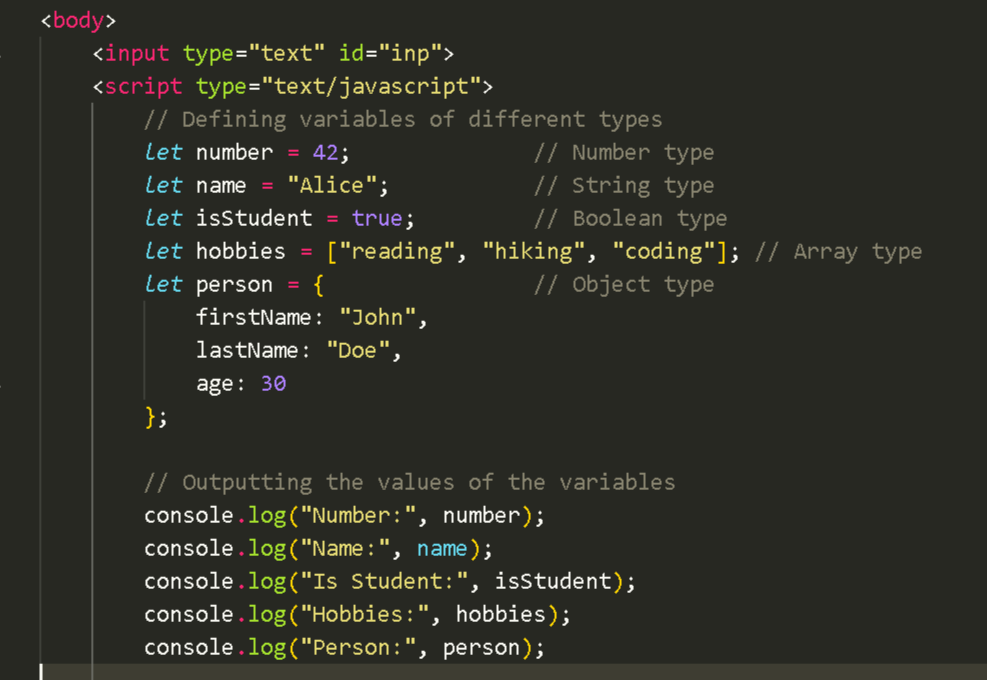 <body>
<input type="text" id="inp">
<script type="text/javascript">
// Defining variables of different types
let number = 42; // Number type
let name = "Alice"; // String type
let isStudent = true; // Boolean type
let hobbies = ["reading", "hiking", "coding"]; // Array type
let person = { // Object type
firstName: "John",
lastName: "Doe",
age: 30
};
// Outputting the values of the variables
console.log("Number:", number);
console.log("Name:", name);
console.log("Is Student:", isStudent);
console.log("Hobbies:", hobbies);
console.log("Person:", person);